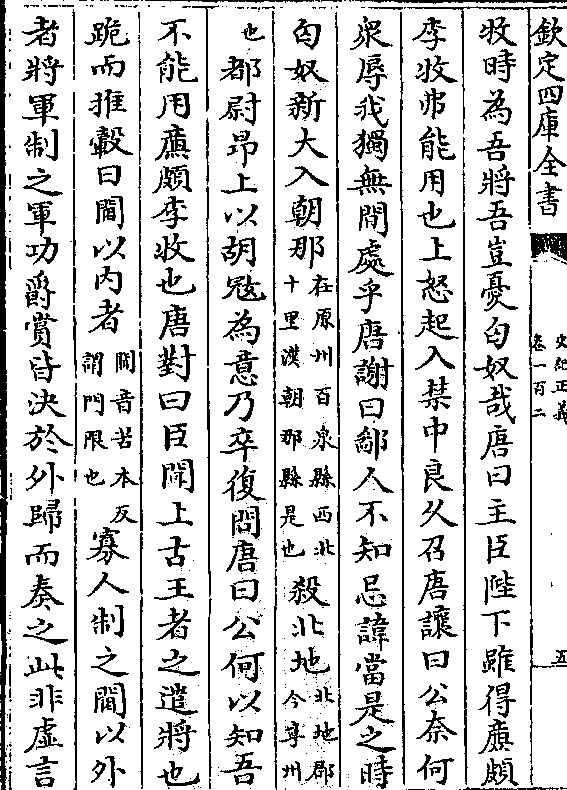 欽定四庫全書
史記正義
卷一百二
五
牧時為吾將吾豈憂匈奴哉唐曰主臣陛下雖得廉頗
李牧弗能用也上怒起入禁中良久召唐讓曰公奈何
衆辱我獨無間處乎唐謝曰鄙人不知忌諱當是之時
匈奴新大入朝那在原州百泉縣西北十里漢朝那縣是也殺北地北地郡今寧州
也都尉昂上以胡冦為意乃卒復問唐曰公何以知吾
不能用廉頗李牧也唐對曰臣聞上古王者之遣將也
跪而推轂曰閫以内者閫音苦本反謂門限也寡人制之閫以外
者將軍制之軍功爵賞皆決於外歸而奏之此非虛言